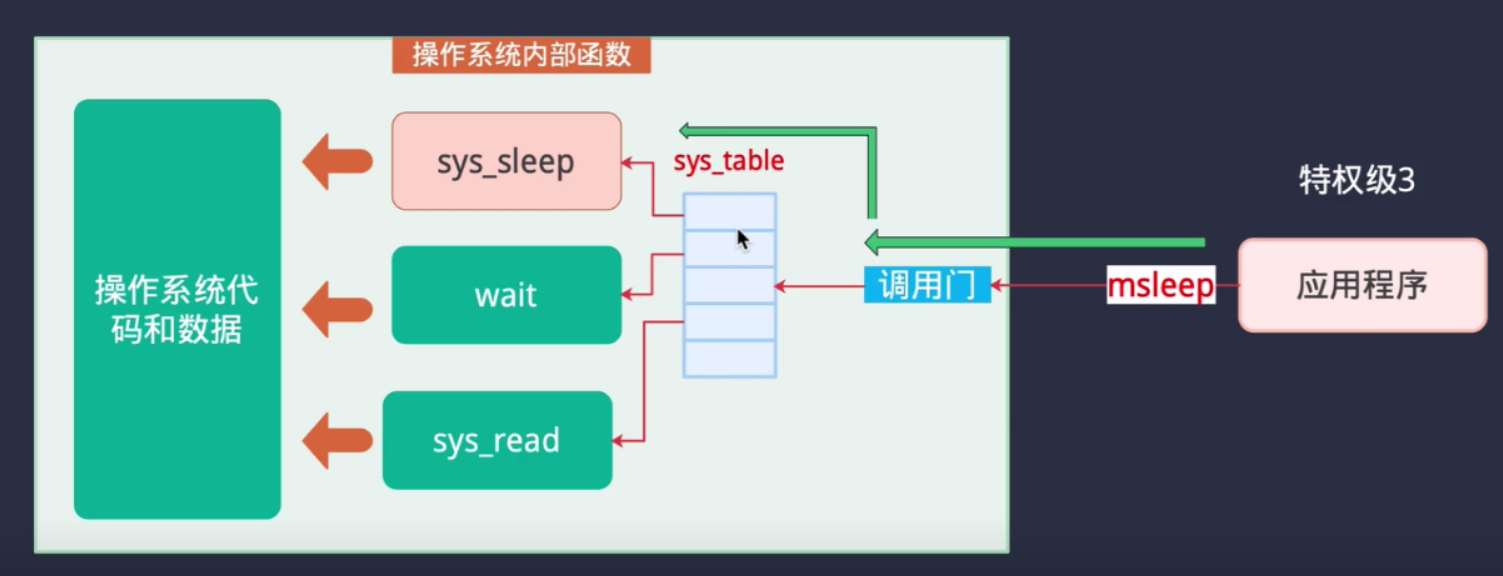 操作系统内部函数
sys_sleep
sys_table
特权级3
操作系统代
码和数据
wait
调用门
msleep
应用程序
sys_read